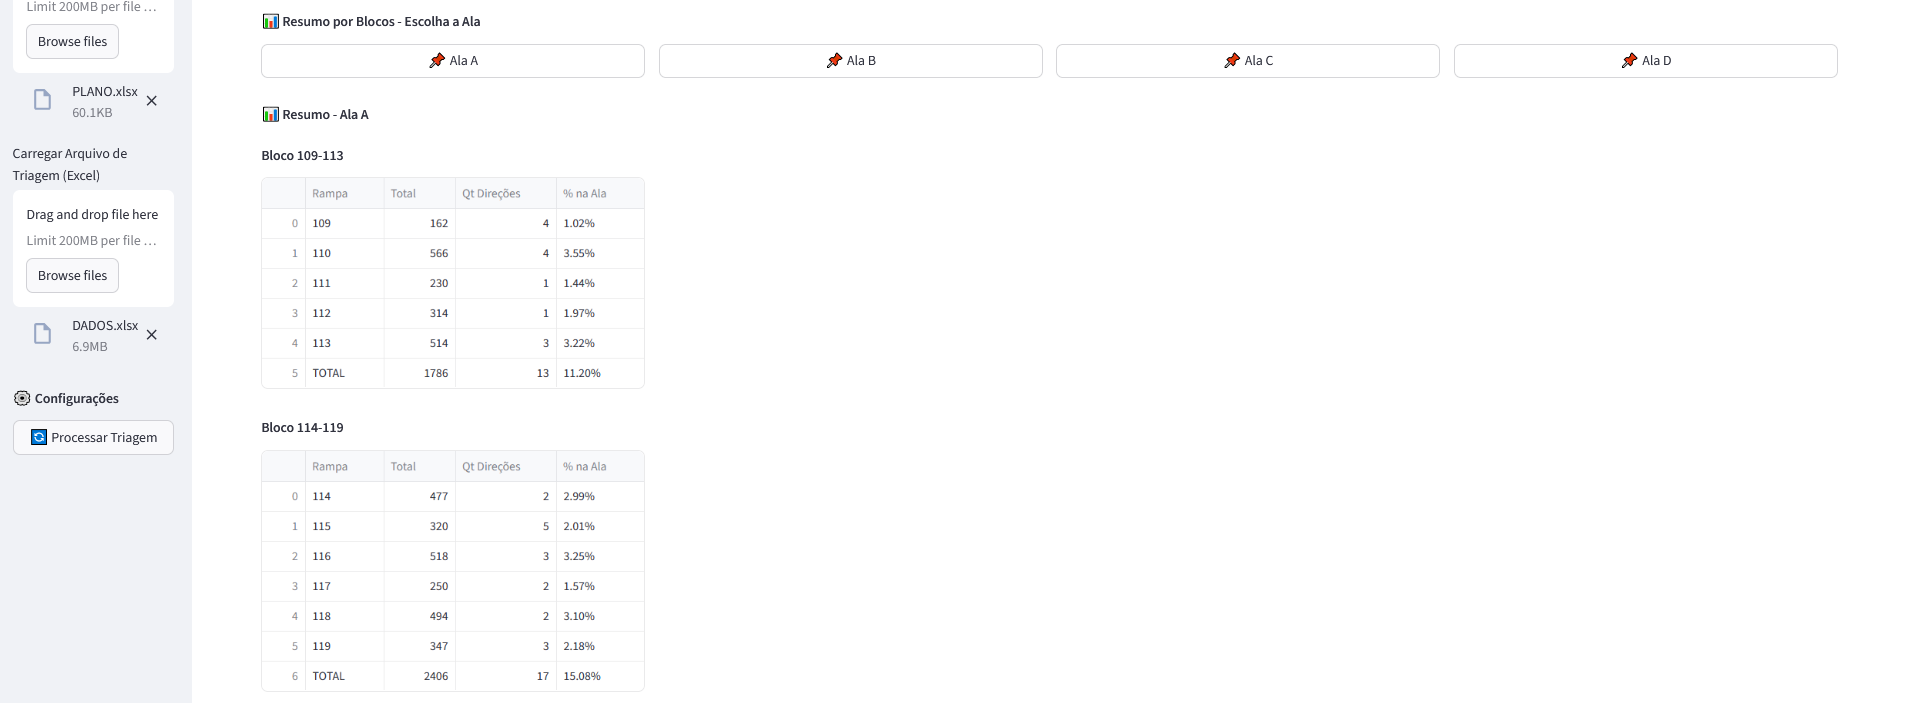 Limit 200MB per file ...
Browse files
PLANO.xlsx
60.1KB
Carregar Arquivo de
Triagem (Excel)
Drag and drop file here
Limit 200MB per file ...
Browse files
DADOS.xlsx
6.9MB
Configurações
Processar Triagem
Resumo por Blocos - Escolha a Ala
Ala A Ala B Ala C Ala D
Resumo - Ala A
Bloco 109-113
Rampa Total Qt Direções % na Ala
0 109 162 4 1.02%
1 110 566 4 3.55%
2 111 230 1 1.44%
3 112 314 1 1.97%
4 113 514 3 3.22%
5 TOTAL 1786 13 11.20%
Bloco 114-119
Rampa Total Qt Direções % na Ala
0 114 477 2 2.99%
1 115 320 5 2.01%
2 116 518 3 3.25%
3 117 250 2 1.57%
4 118 494 2 3.10%
5 119 347 3 2.18%
6 TOTAL 2406 17 15.08%